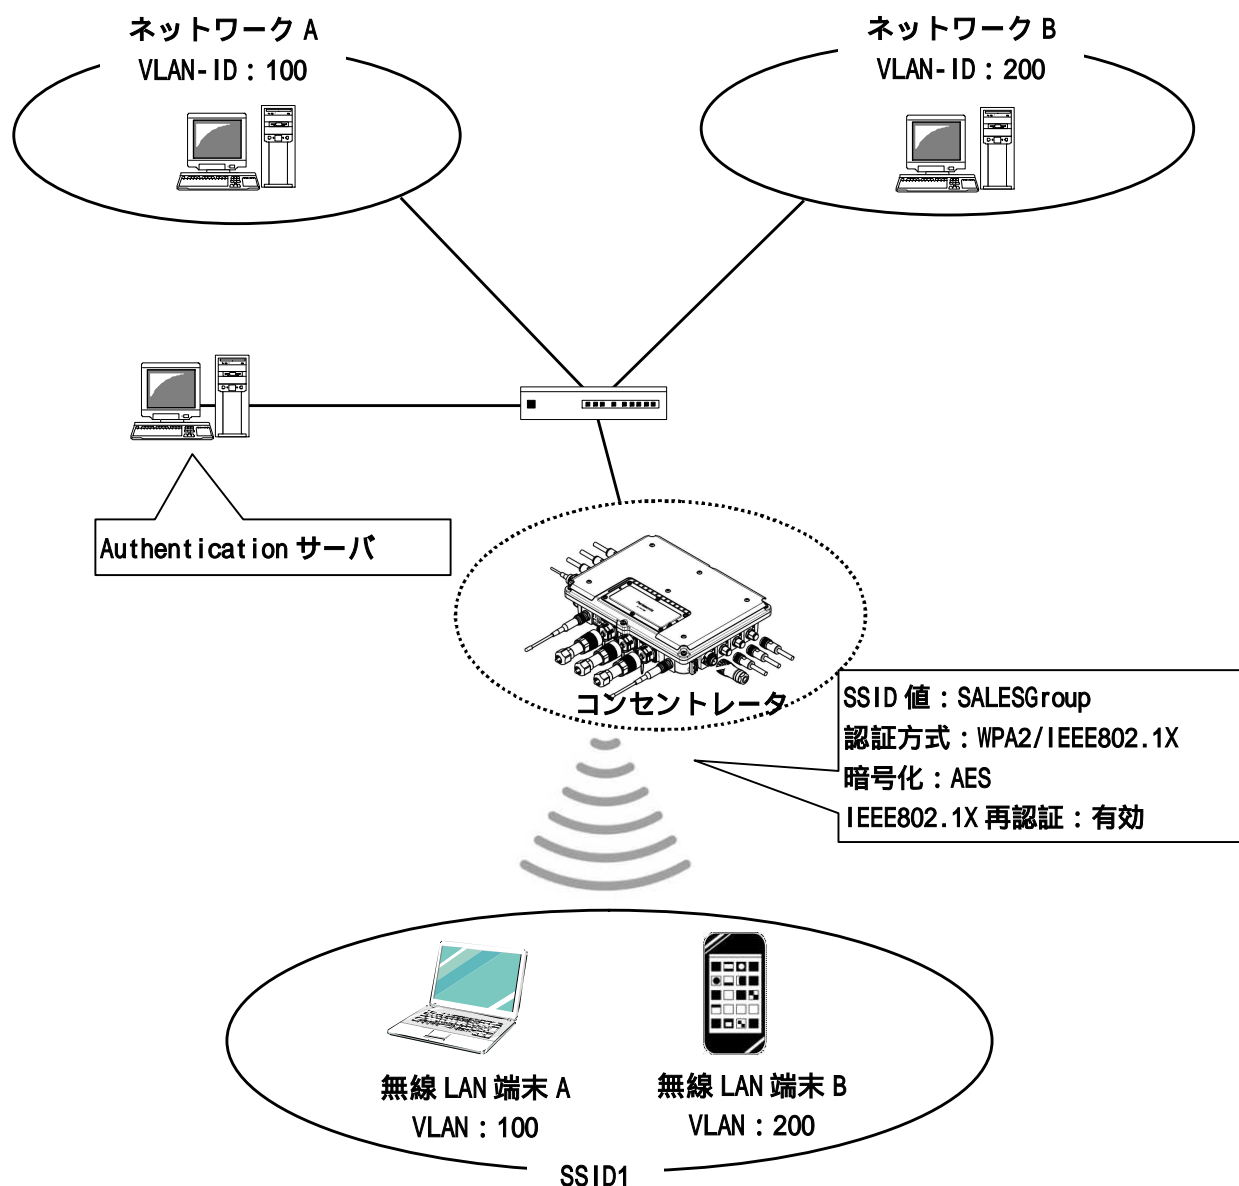 ネットワーク A
VLAN-ID：100
ネットワーク B
VLAN-ID：200
Authentication サーバ
コンセントレータ
SSID 値：SALESGroup
認証方式：WPA2/IEEE802.1X
暗号化：AES
IEEE802.1X 再認証：有効
無線 LAN 端末 A
VLAN：100
無線 LAN 端末 B
VLAN：200
SSID1